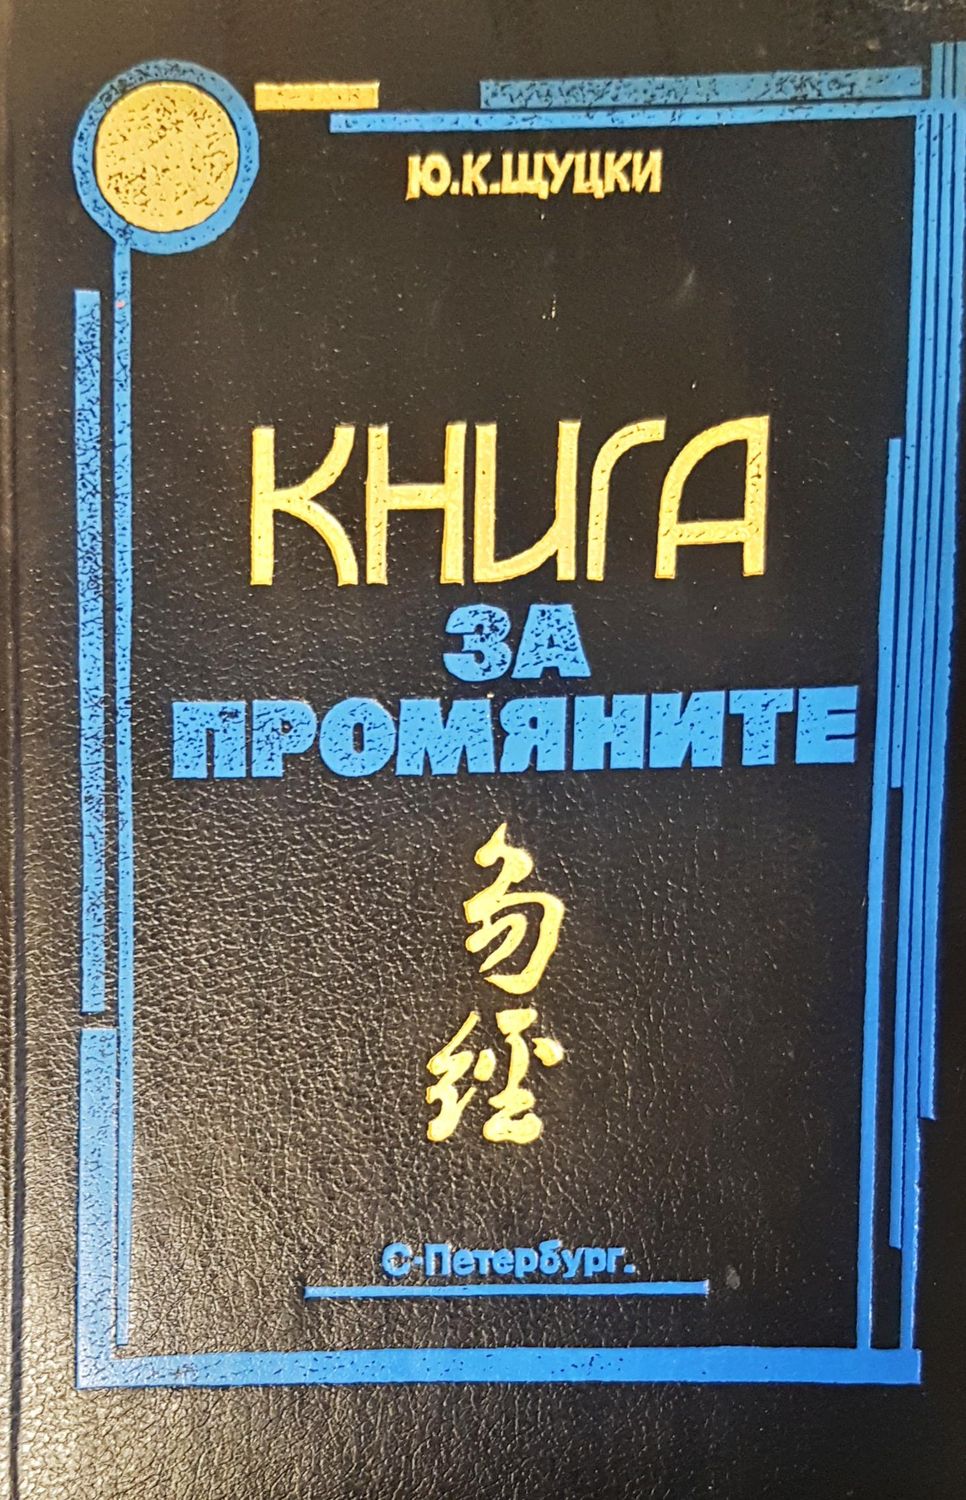 Ю.К.ЩУЦКИ
КНИГА
ЗА
ПРОМЯНИТЕ
易
經
С-Петербург.